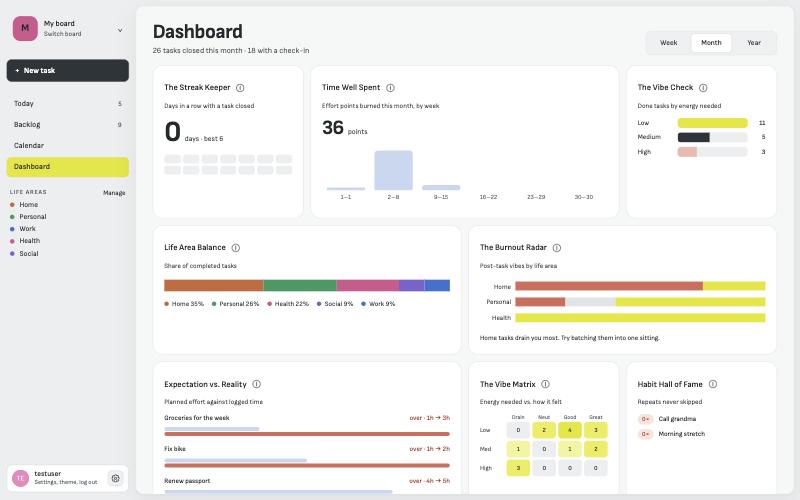 M
My board
Switch board
+ New task
Today 5
Backlog 9
Calendar
Dashboard
LIFE AREAS Manage
Home
Personal
Work
Health
Social
TE
testuser
Settings, theme, log out
Dashboard
26 tasks closed this month · 18 with a check-in
Week Month Year
The Streak Keeper
Days in a row with a task closed
0 days · best 6
Time Well Spent
Effort points burned this month, by week
36 points
1–1 2–8 9–15 16–22 23–29 30–30
The Vibe Check
Done tasks by energy needed
Low 11
Medium 5
High 3
Life Area Balance
Share of completed tasks
Home 35% Personal 26% Health 22% Social 9% Work 9%
The Burnout Radar
Post-task vibes by life area
Home
Personal
Health
Home tasks drain you most. Try batching them into one sitting.
Expectation vs. Reality
Planned effort against logged time
Groceries for the week over · 1h → 3h
Fix bike over · 1h → 2h
Renew passport over · 4h → 5h
The Vibe Matrix
Energy needed vs. how it felt
Drain Neut Good Great
Low 0 2 4 3
Med 1 0 1 2
High 3 0 0 0
Habit Hall of Fame
Repeats never skipped
0× Call grandma
0× Morning stretch